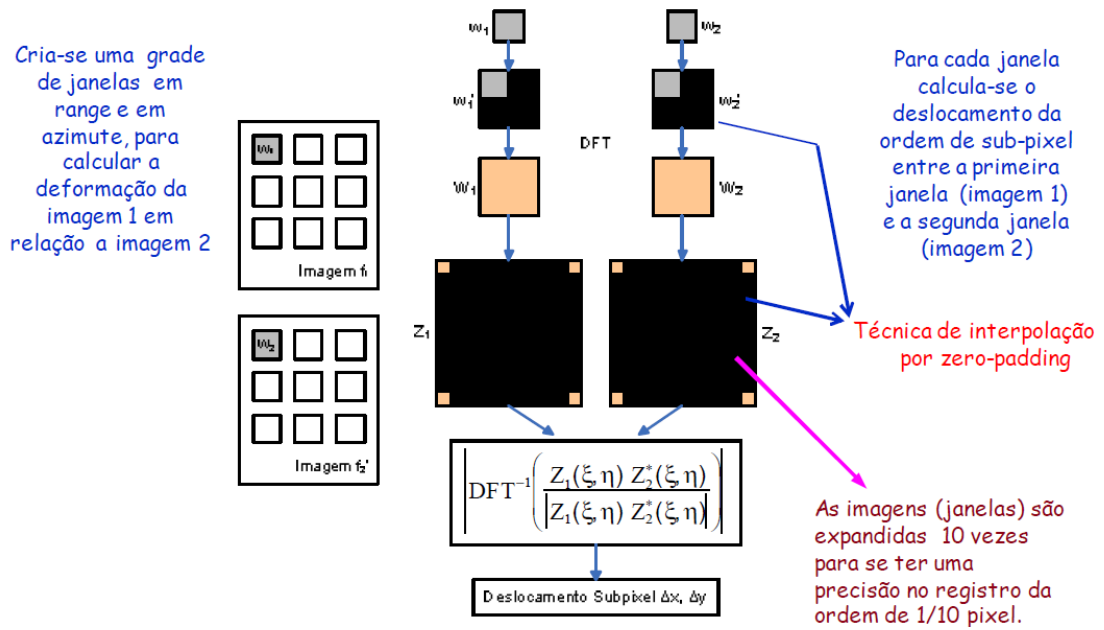 Cria-se uma grade
de janelas em
range e em
azimute, para
calcular a
deformação da
imagem 1 em
relação a imagem 2
W₁
Imagem f₁
W₂
Imagem f₂'
w₁
w₂
w₁'
w₂'
DFT
W₁
W₂
Z₁
Z₂
|DFT⁻¹( Z₁(ξ,η) Z₂*(ξ,η) / |Z₁(ξ,η) Z₂*(ξ,η)| )|
Deslocamento Subpixel Δx, Δy
Para cada janela
calcula-se o
deslocamento da
ordem de sub-pixel
entre a primeira
janela (imagem 1)
e a segunda janela
(imagem 2)
Técnica de interpolação
por zero-padding
As imagens (janelas) são
expandidas 10 vezes
para se ter uma
precisão no registro da
ordem de 1/10 pixel.